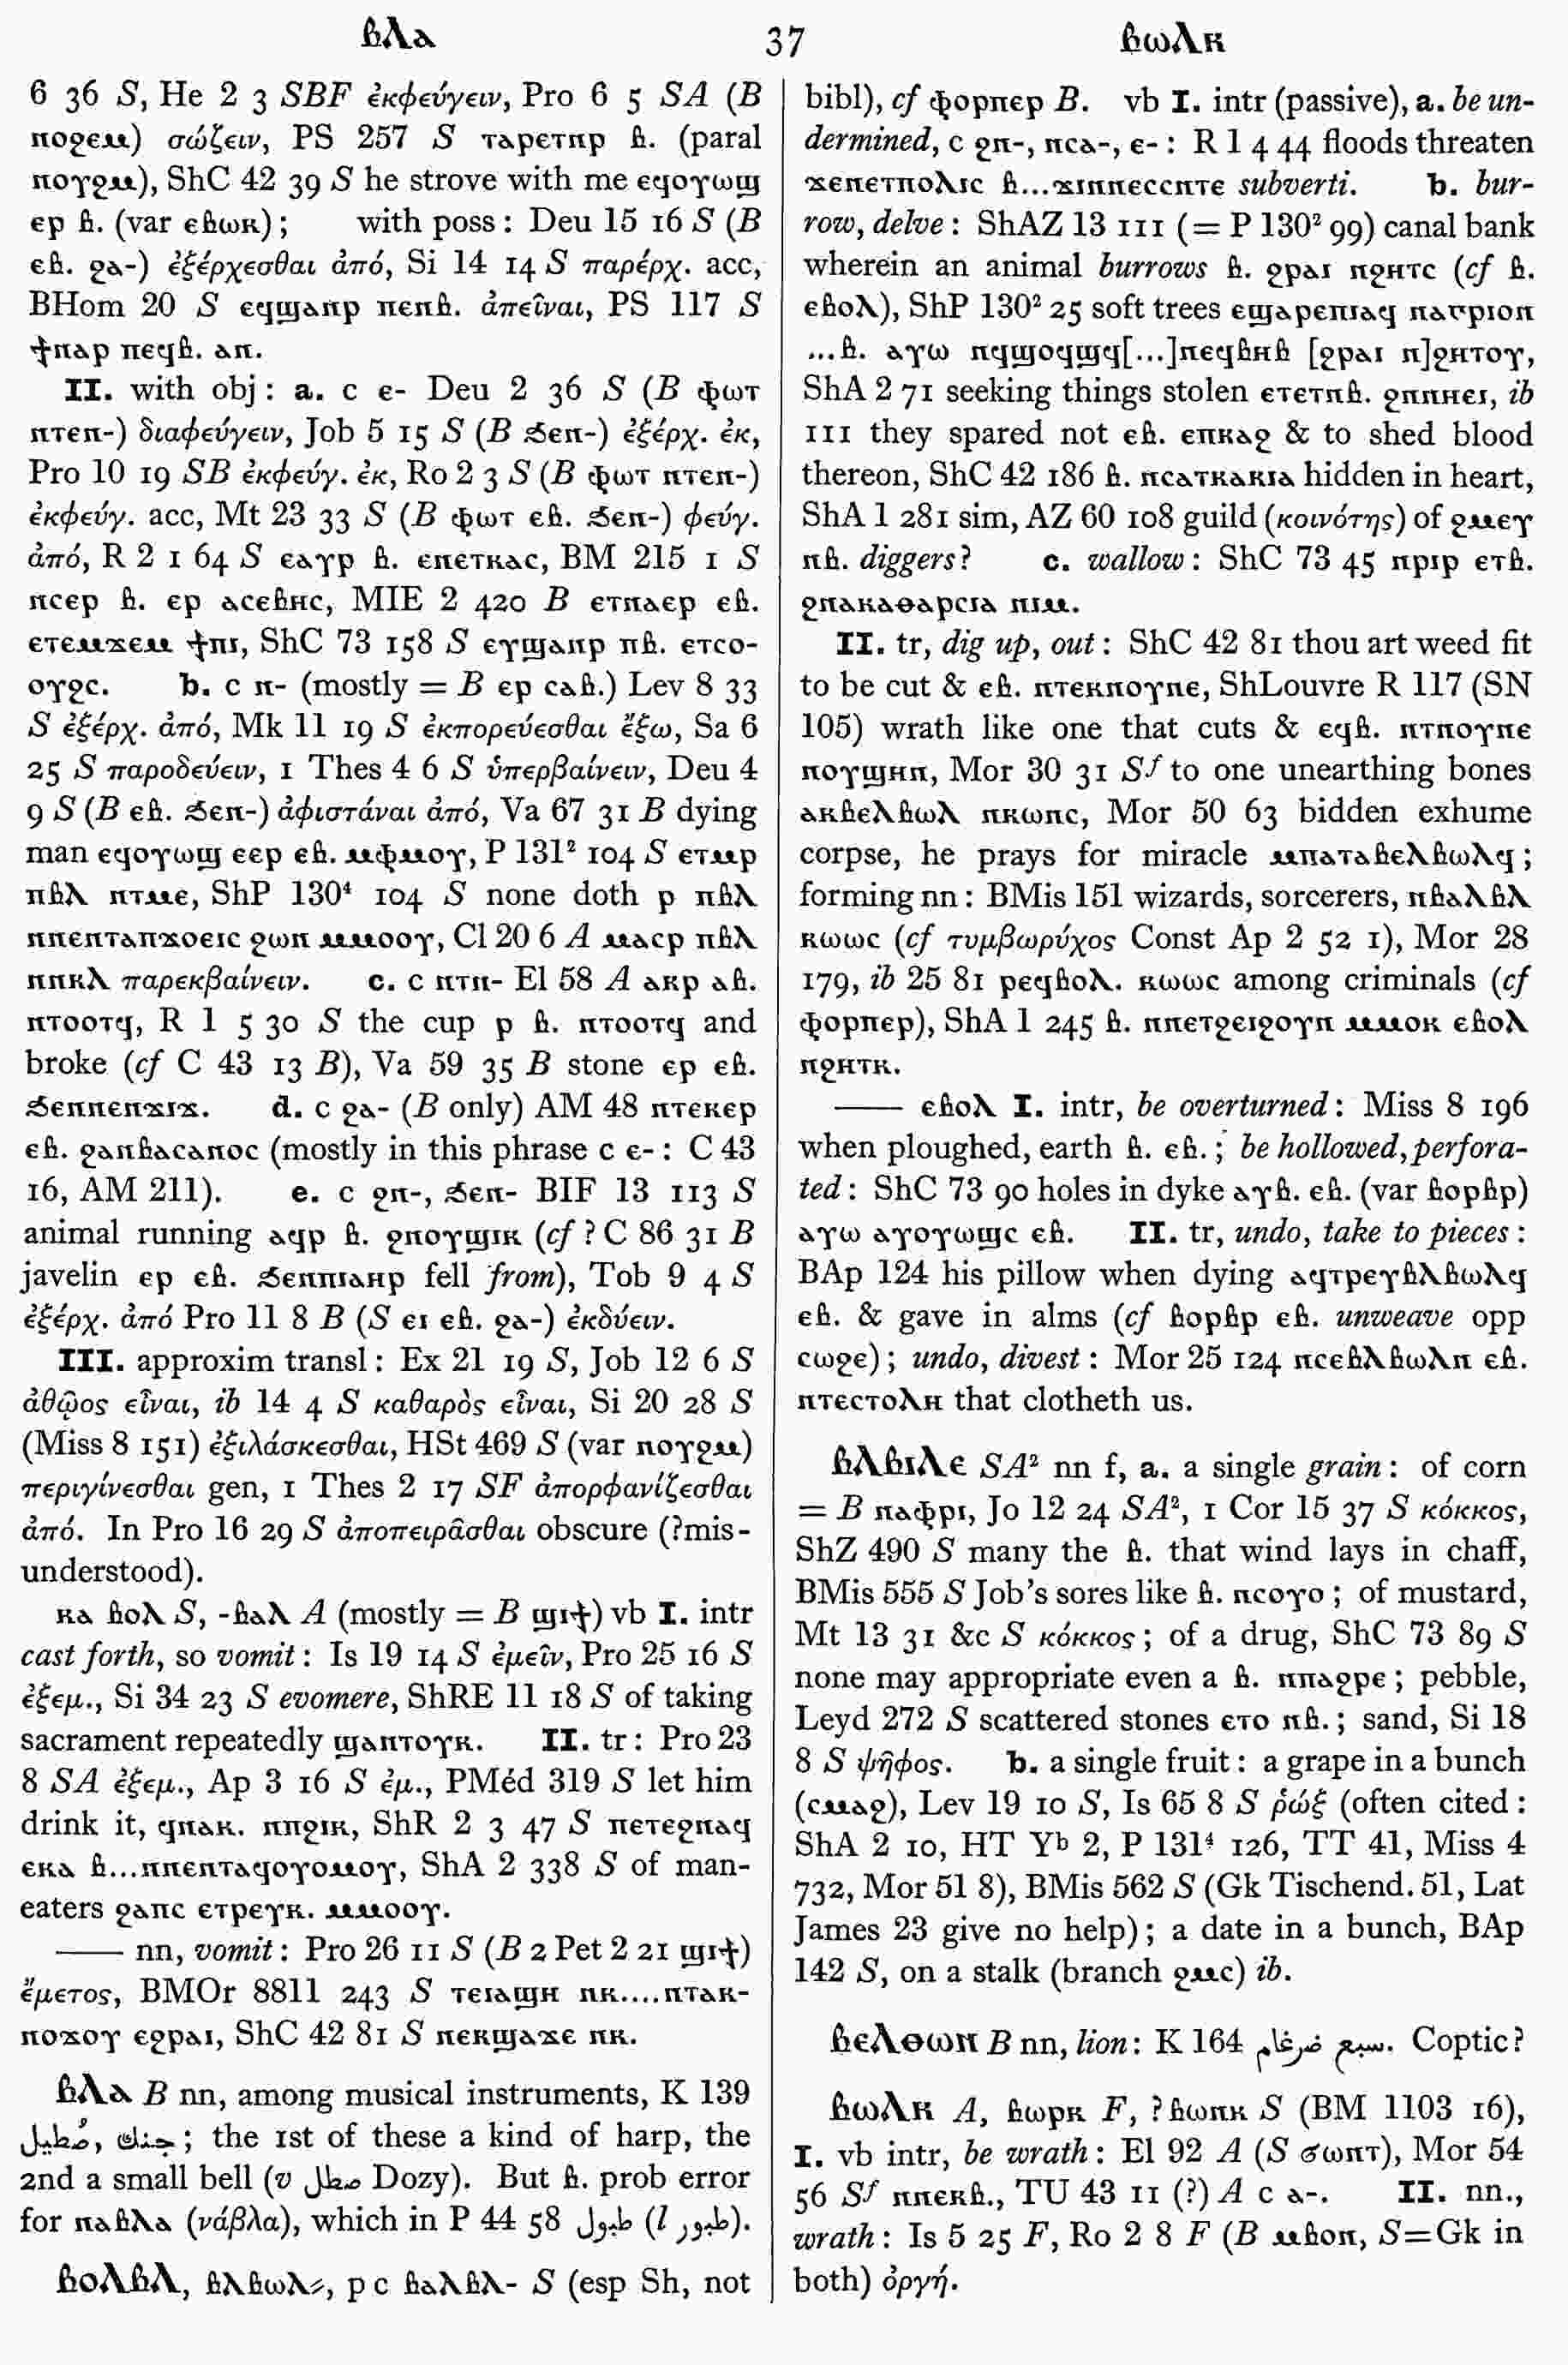 ⲃⲗⲁ 37 ⲃⲱⲗⲕ
6 36 S, He 2 3 SBF ἐκφεύγειν, Pro 6 5 SA (B
ⲛⲟϩⲉⲙ) σώζειν, PS 257 S ⲧⲁⲣⲉⲧⲛⲣ ⲃ. (paral
ⲛⲟⲩϩⲙ), ShC 42 39 S he strove with me ⲉϥⲟⲩⲱϣ
ⲉⲣ ⲃ. (var ⲉⲃⲱⲕ); with poss: Deu 15 16 S (B
ⲉⲃ. ϩⲁ-) ἐξέρχεσθαι ἀπό, Si 14 14 S παρέρχ. acc,
BHom 20 S ⲉϥϣⲁⲛⲣ ⲡⲉⲛⲃ. ἀπεῖναι, PS 117 S
ϯⲛⲁⲣ ⲡⲉϥⲃ. ⲁⲛ.
II. with obj: a. c ⲉ- Deu 2 36 S (B ⲫⲱⲧ
ⲛⲧⲉⲛ-) διαφεύγειν, Job 5 15 S (B ϧⲉⲛ-) ἐξέρχ. ἐκ,
Pro 10 19 SB ἐκφεύγ. ἐκ, Ro 2 3 S (B ⲫⲱⲧ ⲛⲧⲉⲛ-)
ἐκφεύγ. acc, Mt 23 33 S (B ⲫⲱⲧ ⲉⲃ. ϧⲉⲛ-) φεύγ.
ἀπό, R 2 1 64 S ⲉⲁⲩⲣ ⲃ. ⲉⲛⲉⲧⲕⲁⲥ, BM 215 1 S
ⲛⲥⲉⲣ ⲃ. ⲉⲣ ⲁⲥⲉⲃⲏⲥ, MIE 2 420 B ⲉⲧⲛⲁⲉⲣ ⲉⲃ.
ⲉⲧⲉⲙϫⲉⲙ ϯⲡⲓ, ShC 73 158 S ⲉⲩϣⲁⲛⲣ ⲡⲃ. ⲉⲧⲥⲟ-
ⲟⲩϩⲥ. b. c ⲛ- (mostly = B ⲉⲣ ⲥⲁⲃ.) Lev 8 33
S ἐξέρχ. ἀπό, Mk 11 19 S ἐκπορεύεσθαι ἔξω, Sa 6
25 S παροδεύειν, 1 Thes 4 6 S ὑπερβαίνειν, Deu 4
9 S (B ⲉⲃ. ϧⲉⲛ-) ἀφιστάναι ἀπό, Va 67 31 B dying
man ⲉϥⲟⲩⲱϣ ⲉⲉⲣ ⲉⲃ. ⲙⲫⲙⲟⲩ, P 131² 104 S ⲉⲧⲙⲣ
ⲡⲃⲗ ⲛⲧⲙⲉ, ShP 130⁴ 104 S none doth ⲣ ⲡⲃⲗ
ⲛⲛⲉⲛⲧⲁⲡϫⲟⲉⲓⲥ ϩⲱⲛ ⲙⲙⲟⲟⲩ, Cl 20 6 A ⲙⲁⲥⲣ ⲡⲃⲗ
ⲛⲛⲕⲗ παρεκβαίνειν. c. c ⲛⲧⲛ- El 58 A ⲁⲕⲣ ⲁⲃ.
ⲛⲧⲟⲟⲧϥ, R 1 5 30 S the cup ⲣ ⲃ. ⲛⲧⲟⲟⲧϥ and
broke (cf C 43 13 B), Va 59 35 B stone ⲉⲣ ⲉⲃ.
ϧⲉⲛⲛⲉⲛϫⲓϫ. d. c ϩⲁ- (B only) AM 48 ⲛⲧⲉⲕⲉⲣ
ⲉⲃ. ϩⲁⲛⲃⲁⲥⲁⲛⲟⲥ (mostly in this phrase c ⲉ-: C 43
16, AM 211). e. c ϩⲛ-, ϧⲉⲛ- BIF 13 113 S
animal running ⲁϥⲣ ⲃ. ϩⲛⲟⲩϣⲓⲕ (cf ? C 86 31 B
javelin ⲉⲣ ⲉⲃ. ϧⲉⲛⲡⲓⲁⲏⲣ fell from), Tob 9 4 S
ἐξέρχ. ἀπό Pro 11 8 B (S ⲉⲓ ⲉⲃ. ϩⲁ-) ἐκδύειν.
III. approxim transl: Ex 21 19 S, Job 12 6 S
ἀθῷος εἶναι, ib 14 4 S καθαρὸς εἶναι, Si 20 28 S
(Miss 8 151) ἐξιλάσκεσθαι, HSt 469 S (var ⲛⲟⲩϩⲙ)
περιγίνεσθαι gen, 1 Thes 2 17 SF ἀπορφανίζεσθαι
ἀπό. In Pro 16 29 S ἀποπειρᾶσθαι obscure (?mis-
understood).
ⲕⲁ ⲃⲟⲗ S, -ⲃⲁⲗ A (mostly = B ϣⲓϯ) vb I. intr
cast forth, so vomit: Is 19 14 S ἐμεῖν, Pro 25 16 S
ἐξεμ., Si 34 23 S evomere, ShRE 11 18 S of taking
sacrament repeatedly ϣⲁⲛⲧⲟⲩⲕ. II. tr: Pro 23
8 SA ἐξεμ., Ap 3 16 S ἐμ., PMéd 319 S let him
drink it, ϥⲛⲁⲕ. ⲛⲡϩⲓⲕ, ShR 2 3 47 S ⲡⲉⲧⲉϩⲛⲁϥ
ⲉⲕⲁ ⲃ...ⲛⲛⲉⲛⲧⲁϥⲟⲩⲟⲙⲟⲩ, ShA 2 338 S of man-
eaters ϩⲁⲡⲥ ⲉⲧⲣⲉⲩⲕ. ⲙⲙⲟⲟⲩ.
—— nn, vomit: Pro 26 11 S (B 2 Pet 2 21 ϣⲓϯ)
ἔμετος, BMOr 8811 243 S ⲧⲉⲓⲁϣⲏ ⲛⲕ....ⲛⲧⲁⲕ-
ⲛⲟϫⲟⲩ ⲉϩⲣⲁⲓ, ShC 42 81 S ⲡⲉⲕϣⲁϫⲉ ⲛⲕ.
ⲃⲗⲁ B nn, among musical instruments, K 139
جنك, صُطيل; the 1st of these a kind of harp, the
2nd a small bell (v صطل Dozy). But ⲃ. prob error
for ⲛⲁⲃⲗⲁ (νάβλα), which in P 44 58 طبول (l طبور).
ⲃⲟⲗⲃⲗ, ⲃⲗⲃⲱⲗ⸗, p c ⲃⲁⲗⲃⲗ- S (esp Sh, not
bibl), cf ⲫⲟⲣⲡⲉⲣ B. vb I. intr (passive), a. be un-
dermined, c ϩⲛ-, ⲛⲥⲁ-, ⲉ-: R 1 4 44 floods threaten
ϫⲉⲛⲉⲧⲡⲟⲗⲓⲥ ⲃ...ϫⲓⲛⲛⲉⲥⲥⲛⲧⲉ subverti. b. bur-
row, delve: ShAZ 13 111 (= P 130² 99) canal bank
wherein an animal burrows ⲃ. ϩⲣⲁⲓ ⲛϩⲏⲧⲥ (cf ⲃ.
ⲉⲃⲟⲗ), ShP 130² 25 soft trees ⲉϣⲁⲣⲉⲡⲓⲁϥ ⲛⲁⲅⲣⲓⲟⲛ
...ⲃ. ⲁⲩⲱ ⲛϥϣⲟϥϣϥ[...]ⲡⲉϥⲃⲏⲃ [ϩⲣⲁⲓ ⲛ]ϩⲏⲧⲟⲩ,
ShA 2 71 seeking things stolen ⲉⲧⲉⲧⲛⲃ. ϩⲛⲛⲏⲉⲓ, ib
111 they spared not ⲉⲃ. ⲉⲡⲕⲁϩ & to shed blood
thereon, ShC 42 186 ⲃ. ⲛⲥⲁⲧⲕⲁⲕⲓⲁ hidden in heart,
ShA 1 281 sim, AZ 60 108 guild (κοινότης) of ϩⲙⲉⲩ
ⲛⲃ. diggers? c. wallow: ShC 73 45 ⲛⲣⲓⲣ ⲉⲧⲃ.
ϩⲛⲁⲕⲁⲑⲁⲣⲥⲓⲁ ⲛⲓⲙ.
II. tr, dig up, out: ShC 42 81 thou art weed fit
to be cut & ⲉⲃ. ⲛⲧⲉⲕⲛⲟⲩⲛⲉ, ShLouvre R 117 (SN
105) wrath like one that cuts & ⲉϥⲃ. ⲛⲧⲛⲟⲩⲛⲉ
ⲛⲟⲩϣⲏⲛ, Mor 30 31 Sf to one unearthing bones
ⲁⲕⲃⲉⲗⲃⲱⲗ ⲛⲕⲱⲱⲥ, Mor 50 63 bidden exhume
corpse, he prays for miracle ⲙⲡⲁⲧⲁⲃⲉⲗⲃⲱⲗϥ;
forming nn: BMis 151 wizards, sorcerers, ⲛⲃⲁⲗⲃⲗ
ⲕⲱⲱⲥ (cf τυμβωρύχος Const Ap 2 52 1), Mor 28
179, ib 25 81 ⲣⲉϥⲃⲟⲗ. ⲕⲱⲱⲥ among criminals (cf
ⲫⲟⲣⲡⲉⲣ), ShA 1 245 ⲃ. ⲛⲡⲉⲧϩⲉⲓϩⲟⲩⲛ ⲙⲙⲟⲕ ⲉⲃⲟⲗ
ⲛϩⲏⲧⲕ.
—— ⲉⲃⲟⲗ I. intr, be overturned: Miss 8 196
when ploughed, earth ⲃ. ⲉⲃ.; be hollowed, perfora-
ted: ShC 73 90 holes in dyke ⲁⲩⲃ. ⲉⲃ. (var ⲃⲟⲣⲃⲣ)
ⲁⲩⲱ ⲁⲩⲟⲩⲱϣⲥ ⲉⲃ. II. tr, undo, take to pieces:
BAp 124 his pillow when dying ⲁϥⲧⲣⲉⲩⲃⲗⲃⲱⲗϥ
ⲉⲃ. & gave in alms (cf ⲃⲟⲣⲃⲣ ⲉⲃ. unweave opp
ⲥⲱϩⲉ); undo, divest: Mor 25 124 ⲛⲥⲉⲃⲗⲃⲱⲗⲛ ⲉⲃ.
ⲛⲧⲉⲥⲧⲟⲗⲏ that clotheth us.
ⲃⲗⲃⲓⲗⲉ SA² nn f, a. a single grain: of corn
= B ⲛⲁⲫⲣⲓ, Jo 12 24 SA², 1 Cor 15 37 S κόκκος,
ShZ 490 S many the ⲃ. that wind lays in chaff,
BMis 555 S Job's sores like ⲃ. ⲛⲥⲟⲩⲟ; of mustard,
Mt 13 31 &c S κόκκος; of a drug, ShC 73 89 S
none may appropriate even a ⲃ. ⲙⲡⲁϩⲣⲉ; pebble,
Leyd 272 S scattered stones ⲉⲧⲟ ⲛⲃ.; sand, Si 18
8 S ψῆφος. b. a single fruit: a grape in a bunch
(ⲥⲙⲁϩ), Lev 19 10 S, Is 65 8 S ῥώξ (often cited:
ShA 2 10, HT Yᵇ 2, P 131⁴ 126, TT 41, Miss 4
732, Mor 51 8), BMis 562 S (Gk Tischend. 51, Lat
James 23 give no help); a date in a bunch, BAp
142 S, on a stalk (branch ϩⲙⲥ) ib.
ⲃⲉⲗⲑⲱⲛ B nn, lion: K 164 سبع ضرغام. Coptic?
ⲃⲱⲗⲕ A, ⲃⲱⲣⲕ F, ?ⲃⲱⲛⲕ S (BM 1103 16),
I. vb intr, be wrath: El 92 A (S ϭⲱⲛⲧ), Mor 54
56 Sf ⲙⲡⲉⲕⲃ., TU 43 11 (?) A c ⲁ-. II. nn.,
wrath: Is 5 25 F, Ro 2 8 F (B ⲙⲃⲟⲛ, S=Gk in
both) ὀργή.